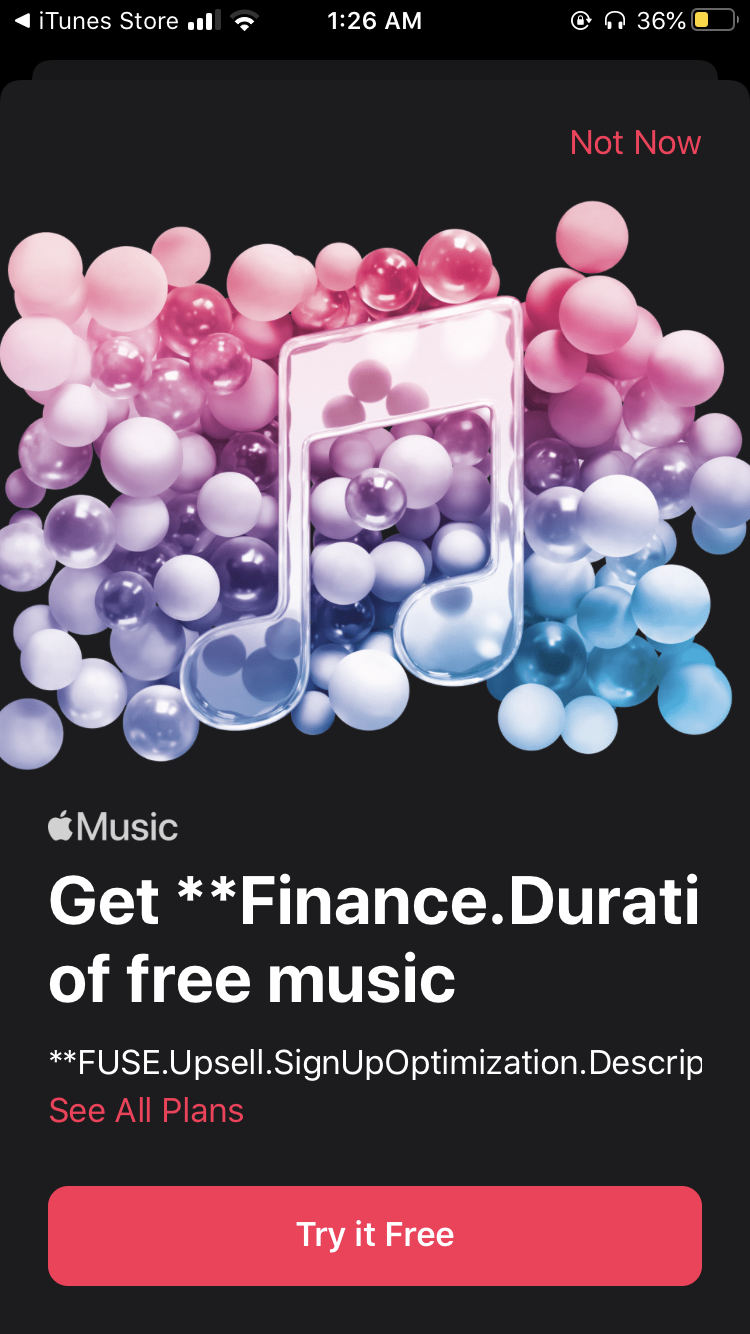 iTunes Store 1:26 AM 36%
Not Now
Music
Get **Finance.Durati
of free music
**FUSE.Upsell.SignUpOptimization.Descrip
See All Plans
Try it Free